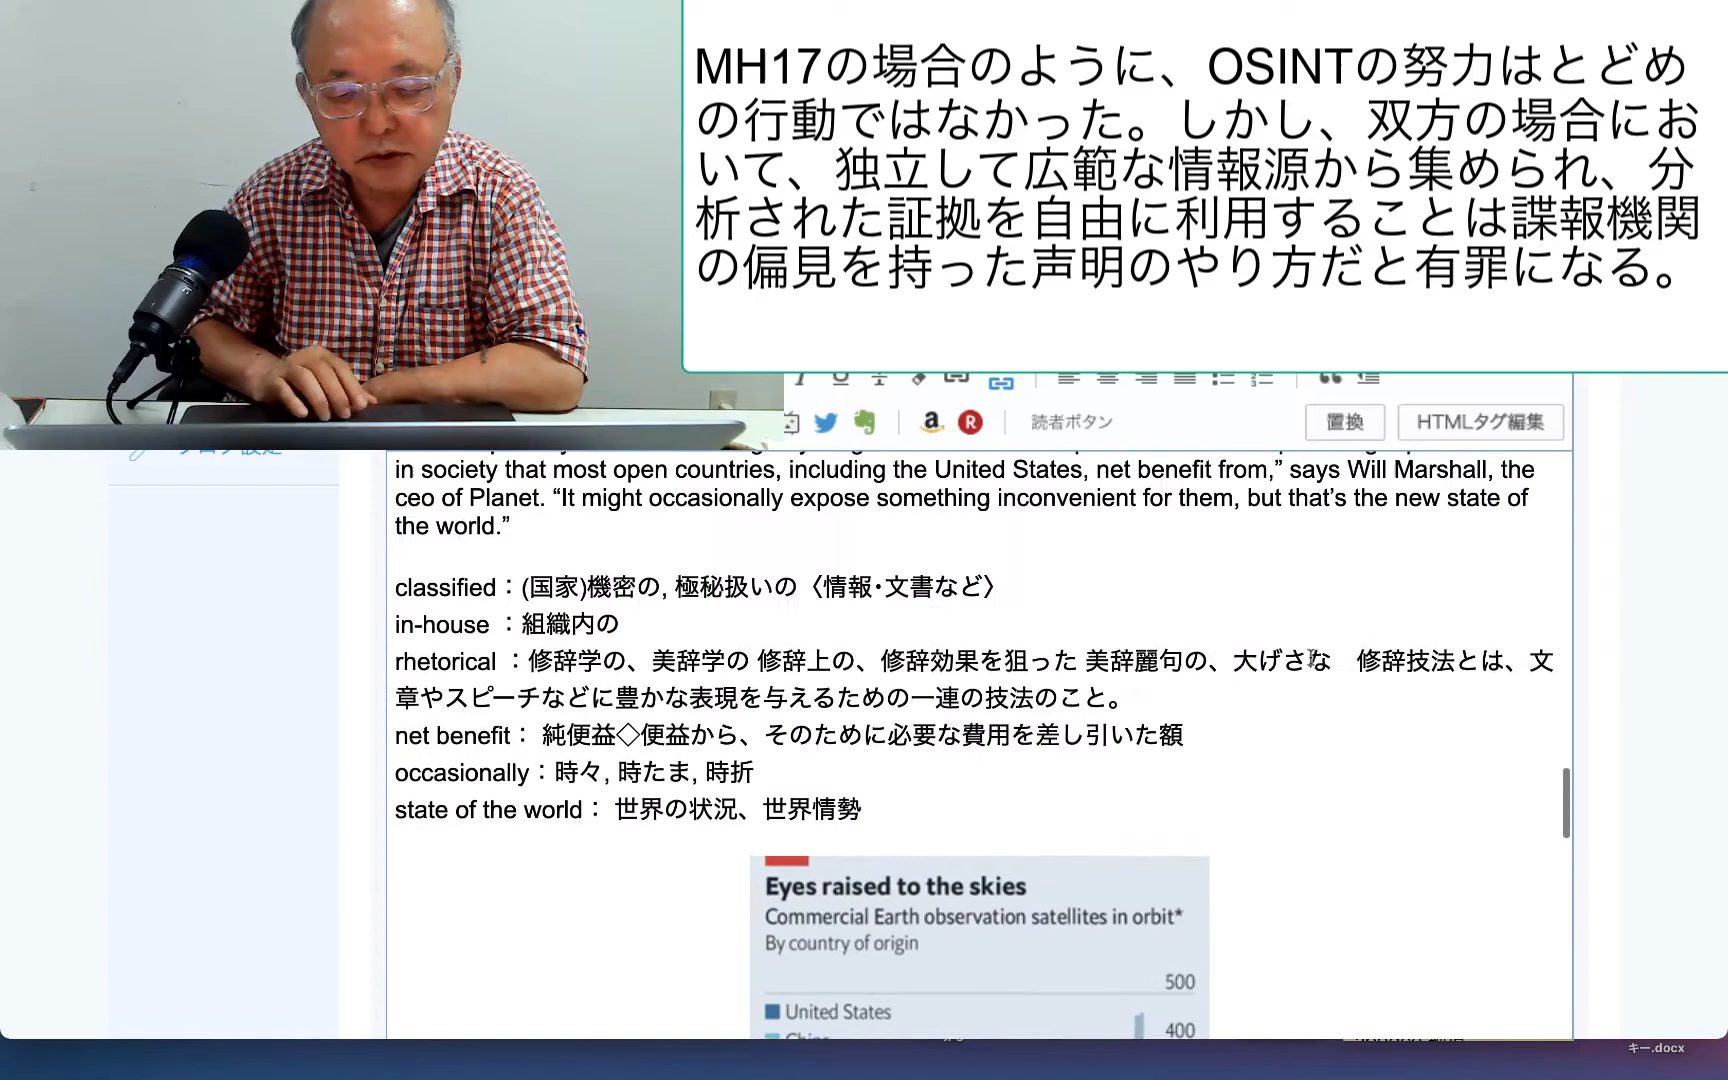 MH17の場合のように、OSINTの努力はとどめ
の行動ではなかった。しかし、双方の場合にお
いて、独立して広範な情報源から集められ、分
析された証拠を自由に利用することは諜報機関
の偏見を持った声明のやり方だと有罪になる。
読者ボタン
置換
HTMLタグ編集
in society that most open countries, including the United States, net benefit from,” says Will Marshall, the
ceo of Planet. “It might occasionally expose something inconvenient for them, but that’s the new state of
the world.”
classified：(国家)機密の, 極秘扱いの〈情報･文書など〉
in-house ：組織内の
rhetorical ：修辞学の、美辞学の 修辞上の、修辞効果を狙った 美辞麗句の、大げさな　修辞技法とは、文
章やスピーチなどに豊かな表現を与えるための一連の技法のこと。
net benefit： 純便益◇便益から、そのために必要な費用を差し引いた額
occasionally：時々, 時たま, 時折
state of the world： 世界の状況、世界情勢
Eyes raised to the skies
Commercial Earth observation satellites in orbit*
By country of origin
500
United States
400
キー.docx